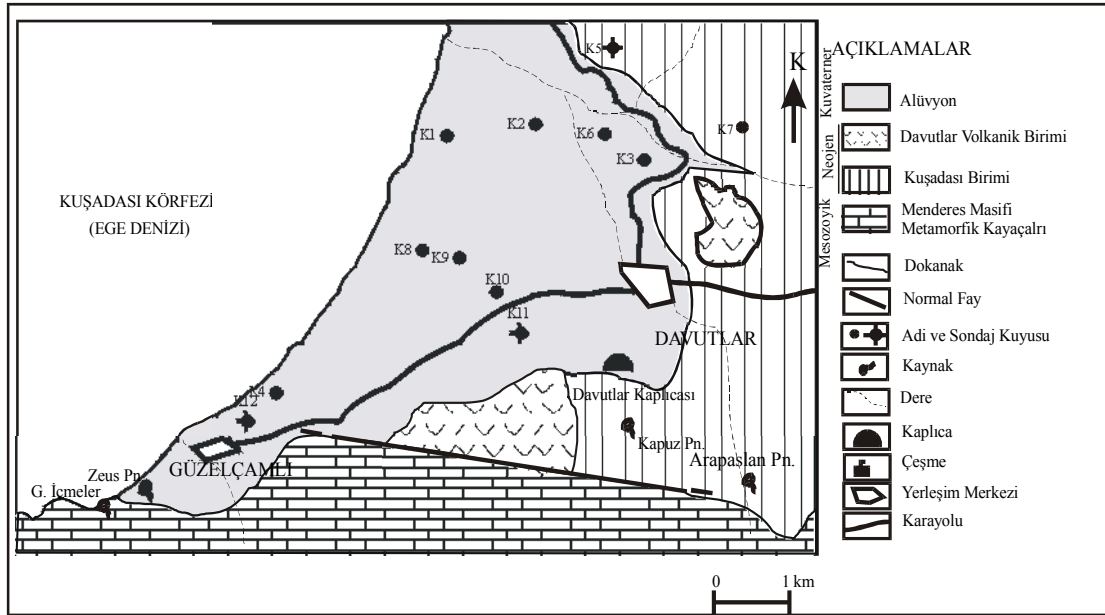 K5
K
K7
K2
K1
K6
K3
KUŞADASI KÖRFEZİ
(EGE DENİZİ)
K8
K9
K10
K11
DAVUTLAR
Davutlar Kaplıcası
K4
K12
Kapuz Pn.
Arapaslan Pn.
GÜZELÇAMLI
Zeus Pn.
G. İçmeler
0 1 km
AÇIKLAMALAR
Kuvaterner
Neojen
Mesozoyik
Alüvyon
Davutlar Volkanik Birimi
Kuşadası Birimi
Menderes Masifi
Metamorfik Kayaçalrı
Dokanak
Normal Fay
Adi ve Sondaj Kuyusu
Kaynak
Dere
Kaplıca
Çeşme
Yerleşim Merkezi
Karayolu